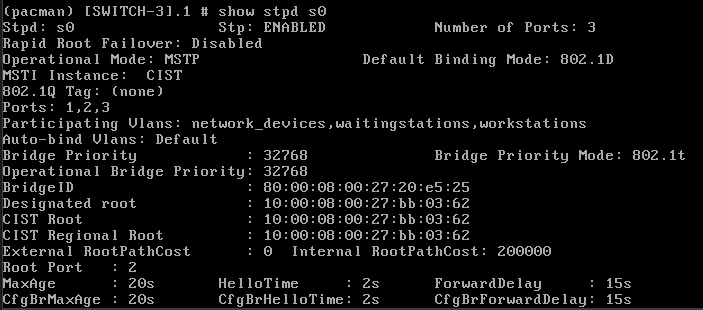 (pacman) [SWITCH-3].1 # show stpd s0
Stpd: s0 Stp: ENABLED Number of Ports: 3
Rapid Root Failover: Disabled
Operational Mode: MSTP Default Binding Mode: 802.1D
MSTI Instance: CIST
802.1Q Tag: (none)
Ports: 1,2,3
Participating Vlans: network_devices,waitingstations,workstations
Auto-bind Vlans: Default
Bridge Priority : 32768 Bridge Priority Mode: 802.1t
Operational Bridge Priority: 32768
BridgeID : 80:00:08:00:27:20:e5:25
Designated root : 10:00:08:00:27:bb:03:62
CIST Root : 10:00:08:00:27:bb:03:62
CIST Regional Root : 10:00:08:00:27:bb:03:62
External RootPathCost : 0 Internal RootPathCost: 200000
Root Port : 2
MaxAge : 20s HelloTime : 2s ForwardDelay : 15s
CfgBrMaxAge : 20s CfgBrHelloTime: 2s CfgBrForwardDelay: 15s